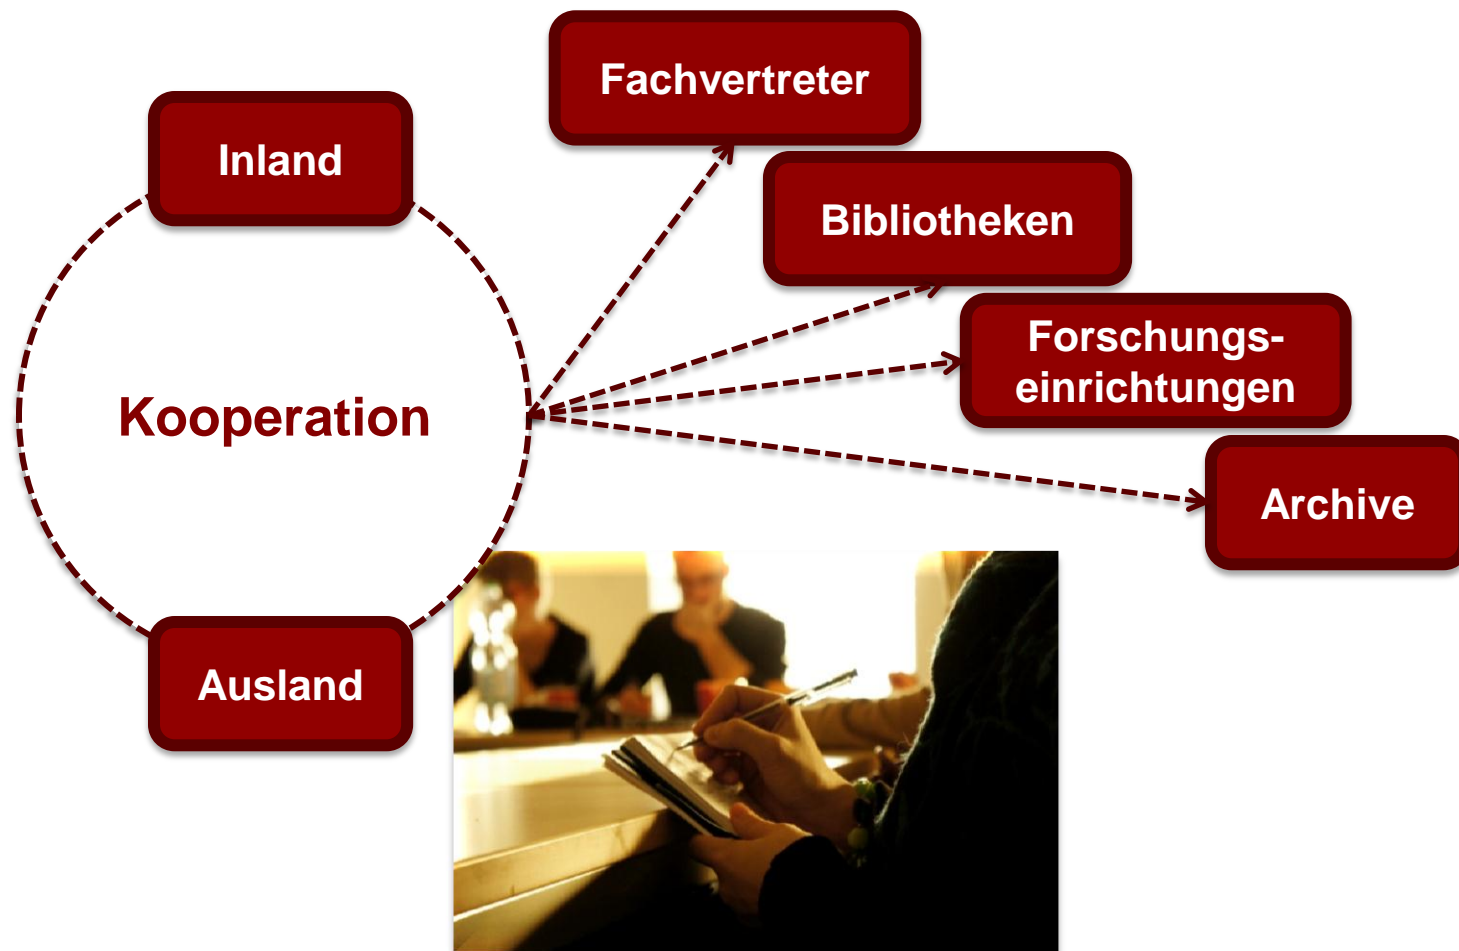 Fachvertreter
Inland
Bibliotheken
Forschungs-
einrichtungen
Kooperation
Archive
Ausland